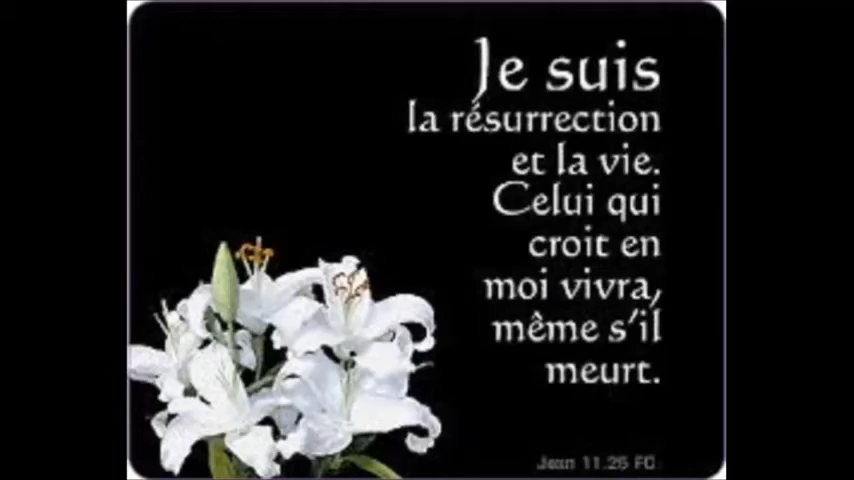 Je suis
la résurrection
et la vie.
Celui qui
croit en
moi vivra,
même s'il
meurt.
Jean 11.25 FC